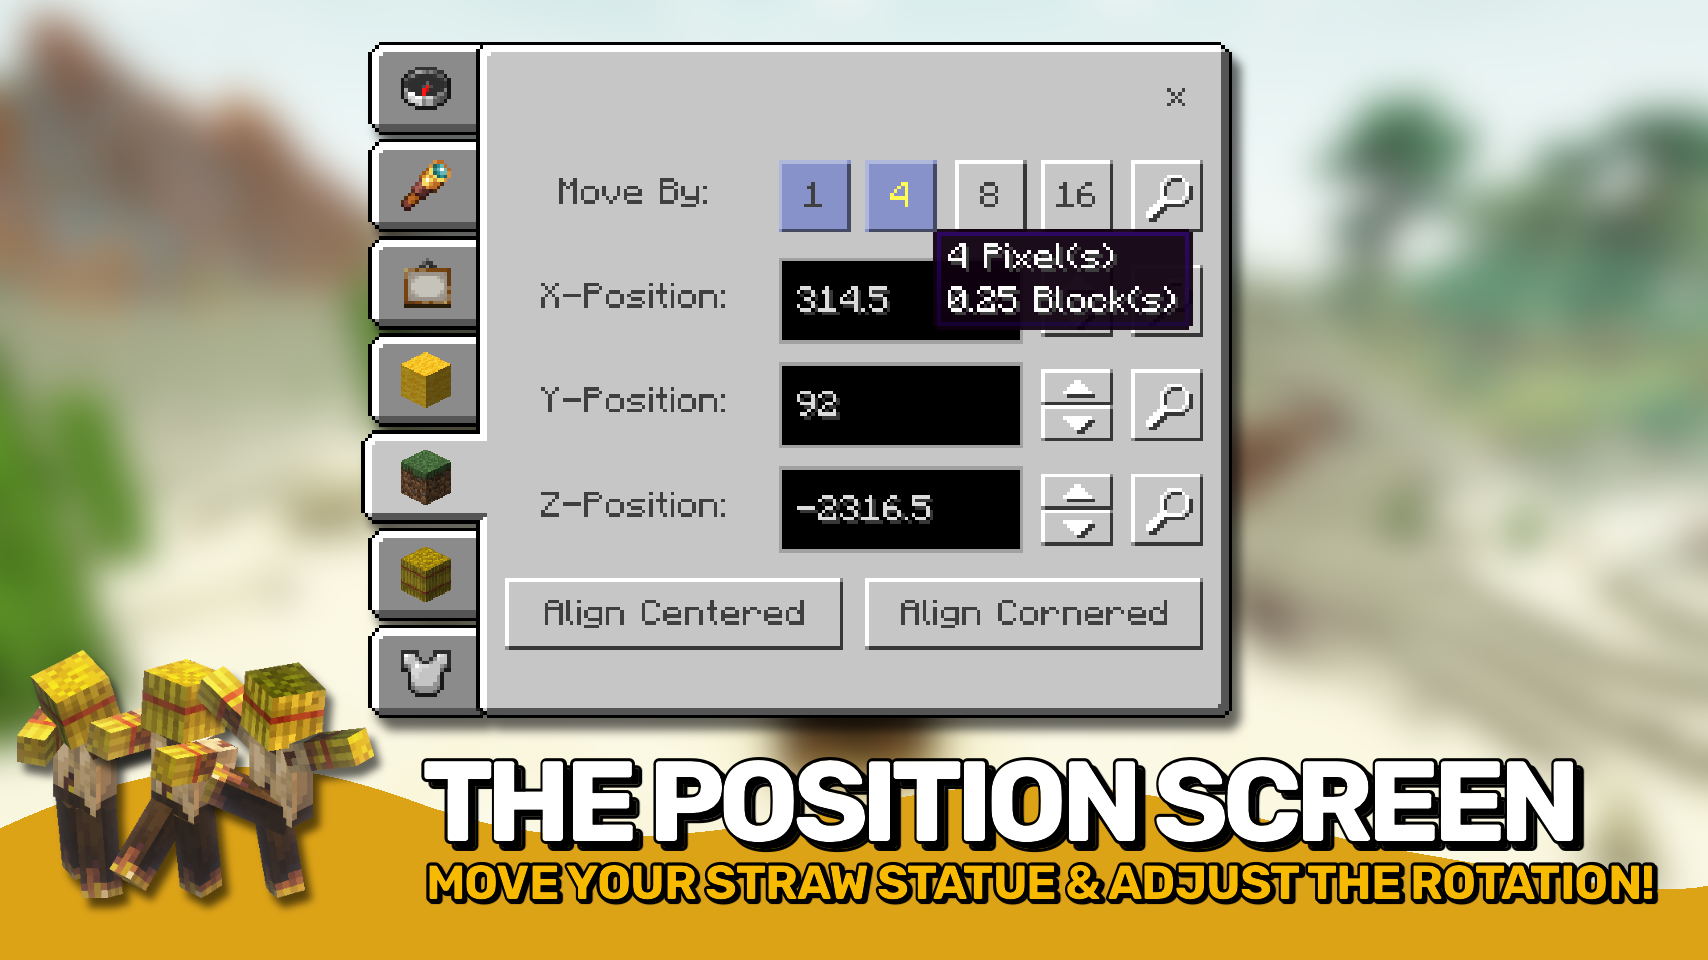 x
Move By: 1 4 8 16
4 Pixel(s)
0.25 Block(s)
X-Position: 314.5
Y-Position: 92
Z-Position: -2316.5
Align Centered Align Cornered
THE POSITION SCREEN
MOVE YOUR STRAW STATUE & ADJUST THE ROTATION!